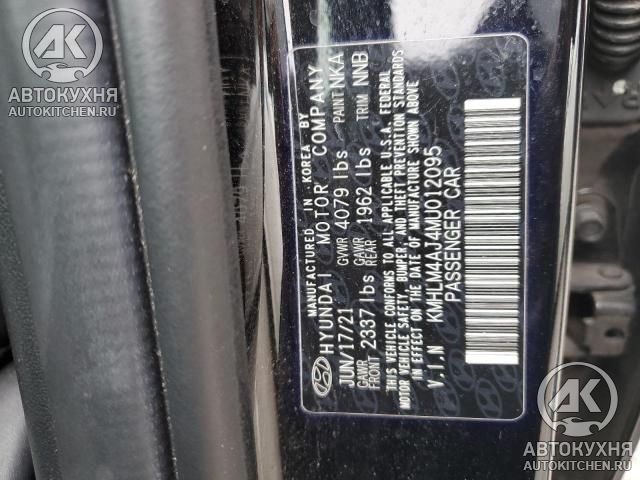 AK
АВТОКУХНЯ
AUTOKITCHEN.RU
MANUFACTURED IN KOREA BY
HYUNDAI MOTOR COMPANY
JUN/17/21 GVWR 4079 lbs PAINT NKA
GAWR FRONT 2337 lbs GAWR REAR 1962 lbs TRIM NNB
THIS VEHICLE CONFORMS TO ALL APPLICABLE U.S.A. FEDERAL
MOTOR VEHICLE SAFETY, BUMPER AND THEFT PREVENTION STANDARDS
IN EFFECT ON THE DATE OF MANUFACTURE SHOWN ABOVE
V.I.N KMHLM4AJ4MU012095
PASSENGER CAR
AK
АВТОКУХНЯ
AUTOKITCHEN.RU